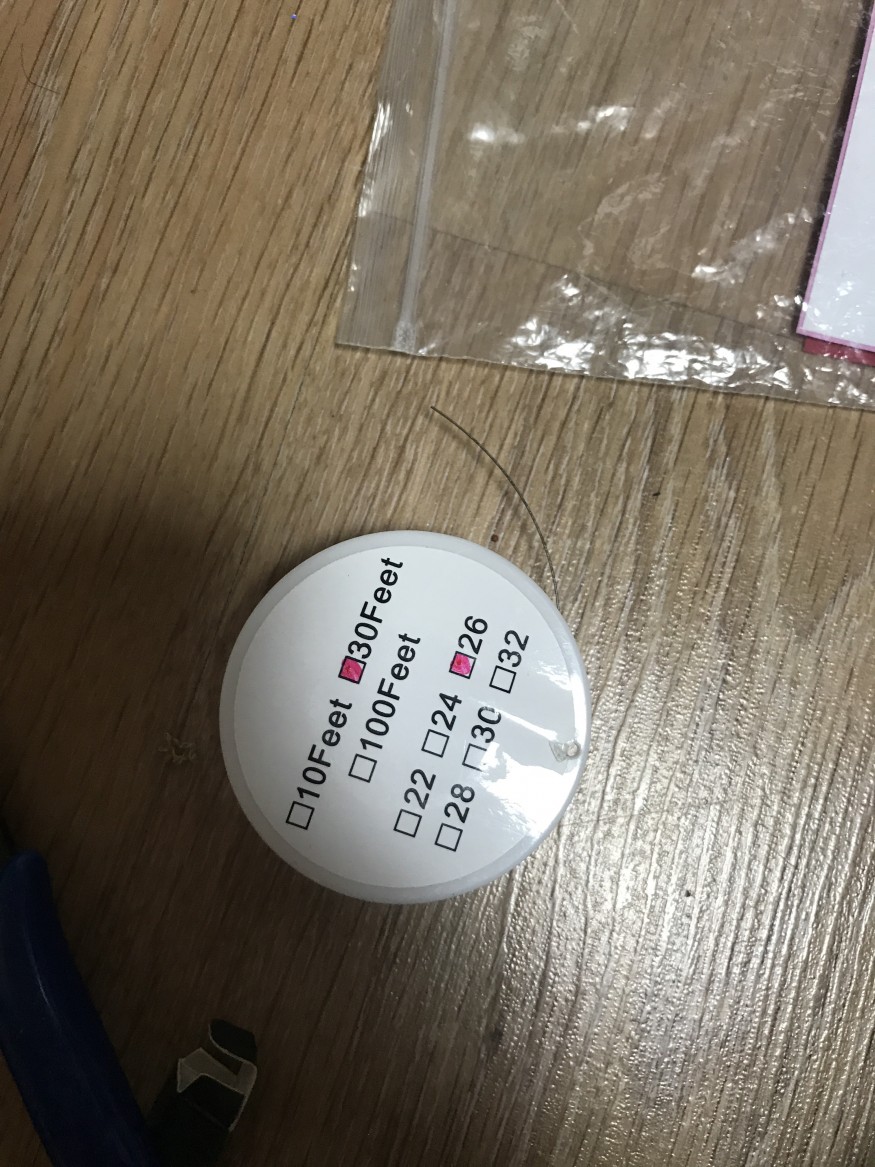 ☐10Feet ☒30Feet
☐100Feet
☐22 ☐24 ☒26
☐28 ☐30 ☐32